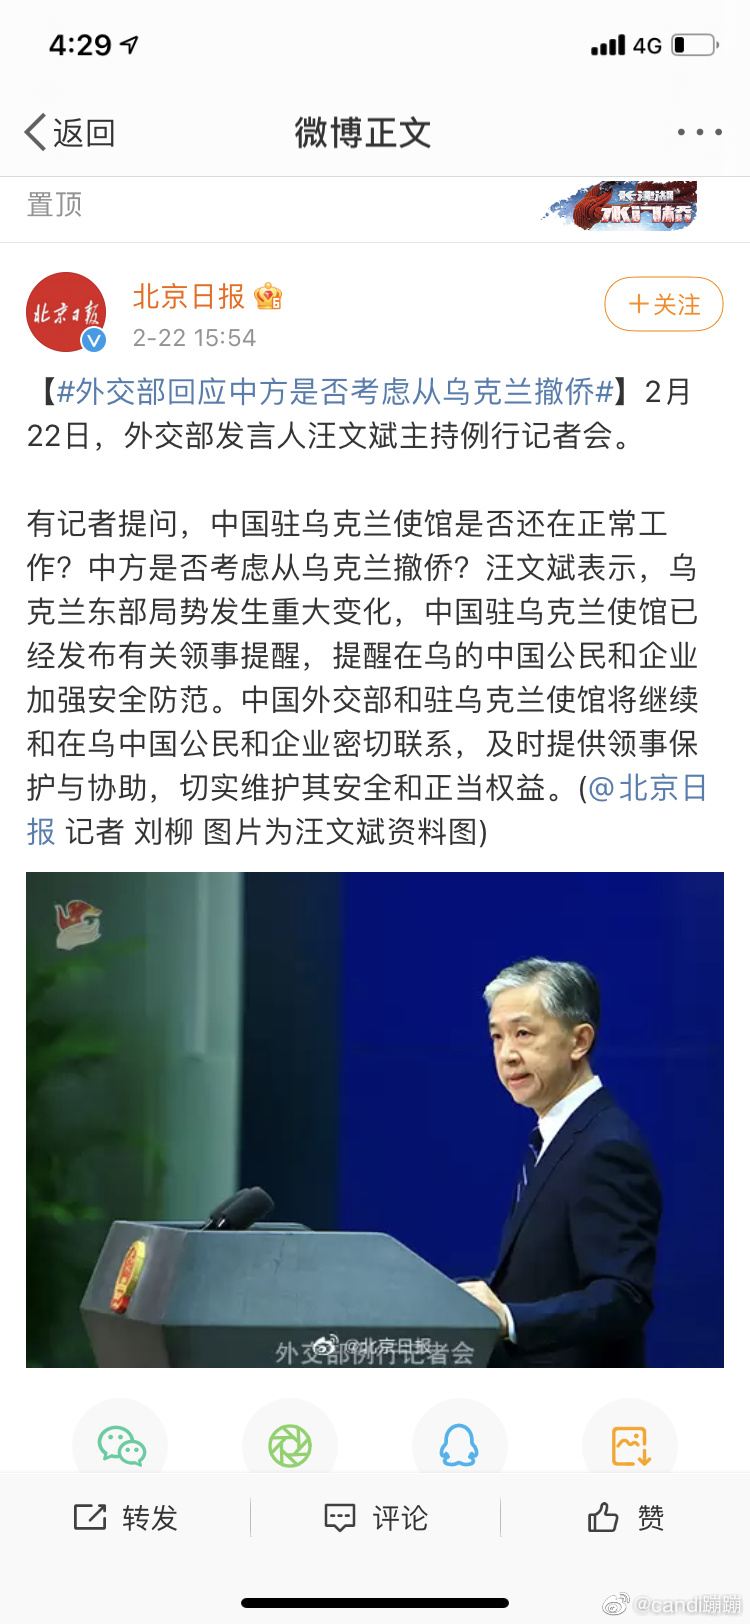 4:29
4G
返回
微博正文
置顶
长津湖
水门桥
北京日报
北京日报
2-22 15:54
+关注
【#外交部回应中方是否考虑从乌克兰撤侨#】2月
22日，外交部发言人汪文斌主持例行记者会。
有记者提问，中国驻乌克兰使馆是否还在正常工
作？中方是否考虑从乌克兰撤侨？汪文斌表示，乌
克兰东部局势发生重大变化，中国驻乌克兰使馆已
经发布有关领事提醒，提醒在乌的中国公民和企业
加强安全防范。中国外交部和驻乌克兰使馆将继续
和在乌中国公民和企业密切联系，及时提供领事保
护与协助，切实维护其安全和正当权益。(@北京日
报 记者 刘柳 图片为汪文斌资料图)
@北京日报
外交部例行记者会
转发
评论
赞
@candl蹦蹦